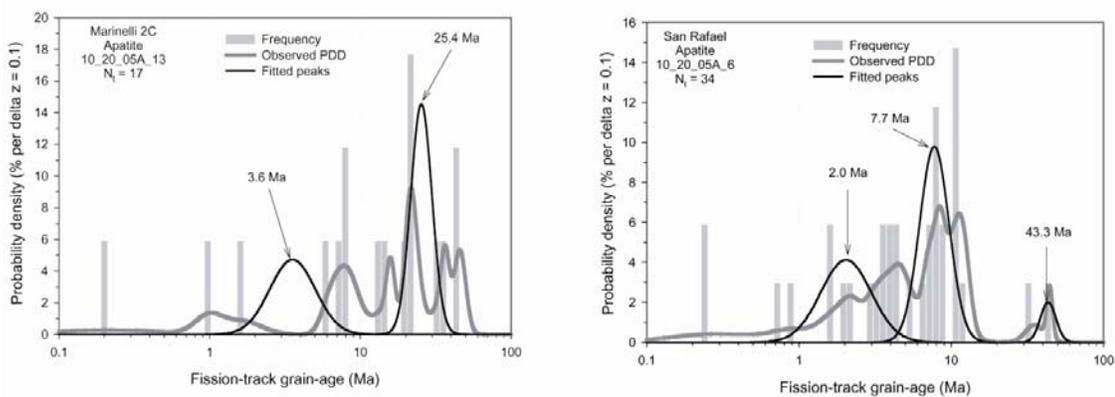 Marinelli 2C
Apatite
10_20_05A_13
Nt = 17
Frequency
Observed PDD
Fitted peaks
25.4 Ma
3.6 Ma
Probability density (% per delta z = 0.1)
20
18
16
14
12
10
8
6
4
2
0
0.1 1 10 100
Fission-track grain-age (Ma)
San Rafael
Apatite
10_20_05A_6
Nt = 34
Frequency
Observed PDD
Fitted peaks
7.7 Ma
2.0 Ma
43.3 Ma
Probability density (% per delta z = 0.1)
16
14
12
10
8
6
4
2
0
0.1 1 10 100
Fission-track grain-age (Ma)